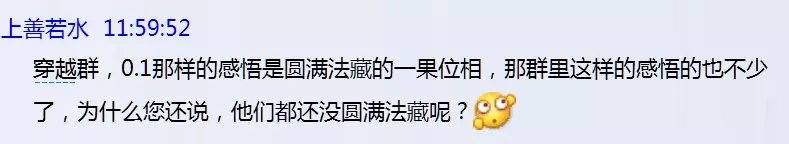 上善若水 11:59:52
穿越群，0.1那样的感悟是圆满法藏的一果位相，那群里这样的感悟的也不少
了，为什么您还说，他们都还没圆满法藏呢？